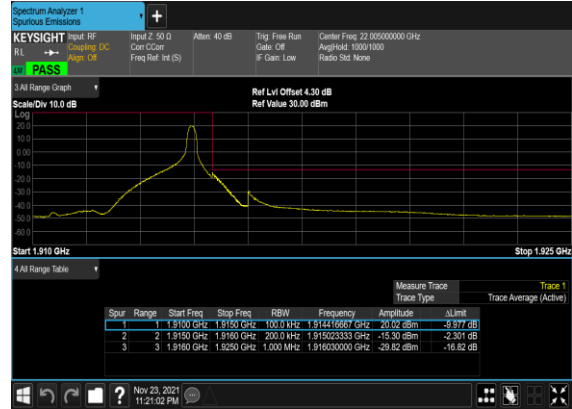 Spectrum Analyzer 1
Spurious Emissions
KEYSIGHT Input: RF Input Z: 50 Ω Atten: 40 dB Trig: Free Run Center Freq: 22.005000000 GHz
RL Coupling: DC Corr CCorr Gate: Off Avg|Hold: 1000/1000
Align: Off Freq Ref: Int (S) IF Gain: Low Radio Std: None
PASS
3 All Range Graph
Ref Lvl Offset 4.30 dB
Scale/Div 10.0 dB Ref Value 30.00 dBm
Log
20.0
10.0
0.00
-10.0
-20.0
-30.0
-40.0
-50.0
-60.0
Start 1.910 GHz Stop 1.925 GHz
4 All Range Table
Measure Trace Trace 1
Trace Type Trace Average (Active)
Spur Range Start Freq Stop Freq RBW Frequency Amplitude ΔLimit
1 1 1.9100 GHz 1.9150 GHz 100.0 kHz 1.914416667 GHz 20.02 dBm -9.977 dB
2 2 1.9150 GHz 1.9160 GHz 200.0 kHz 1.915023333 GHz -15.30 dBm -2.301 dB
3 3 1.9160 GHz 1.9250 GHz 1.000 MHz 1.916030000 GHz -29.82 dBm -16.82 dB
Nov 23, 2021
11:21:02 PM